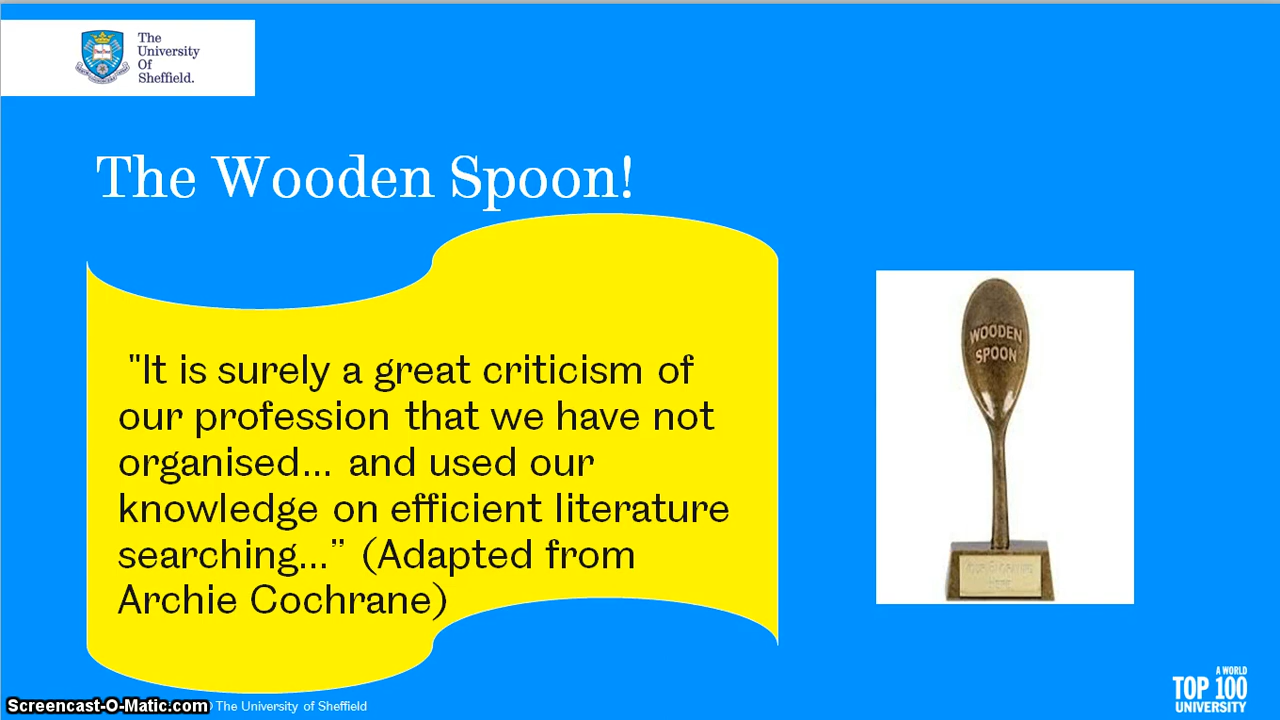 The
University
Of
Sheffield.
The Wooden Spoon!
"It is surely a great criticism of
our profession that we have not
organised... and used our
knowledge on efficient literature
searching...” (Adapted from
Archie Cochrane)
WOODEN
SPOON
A WORLD
TOP 100
UNIVERSITY
Screencast-O-Matic.com
© The University of Sheffield